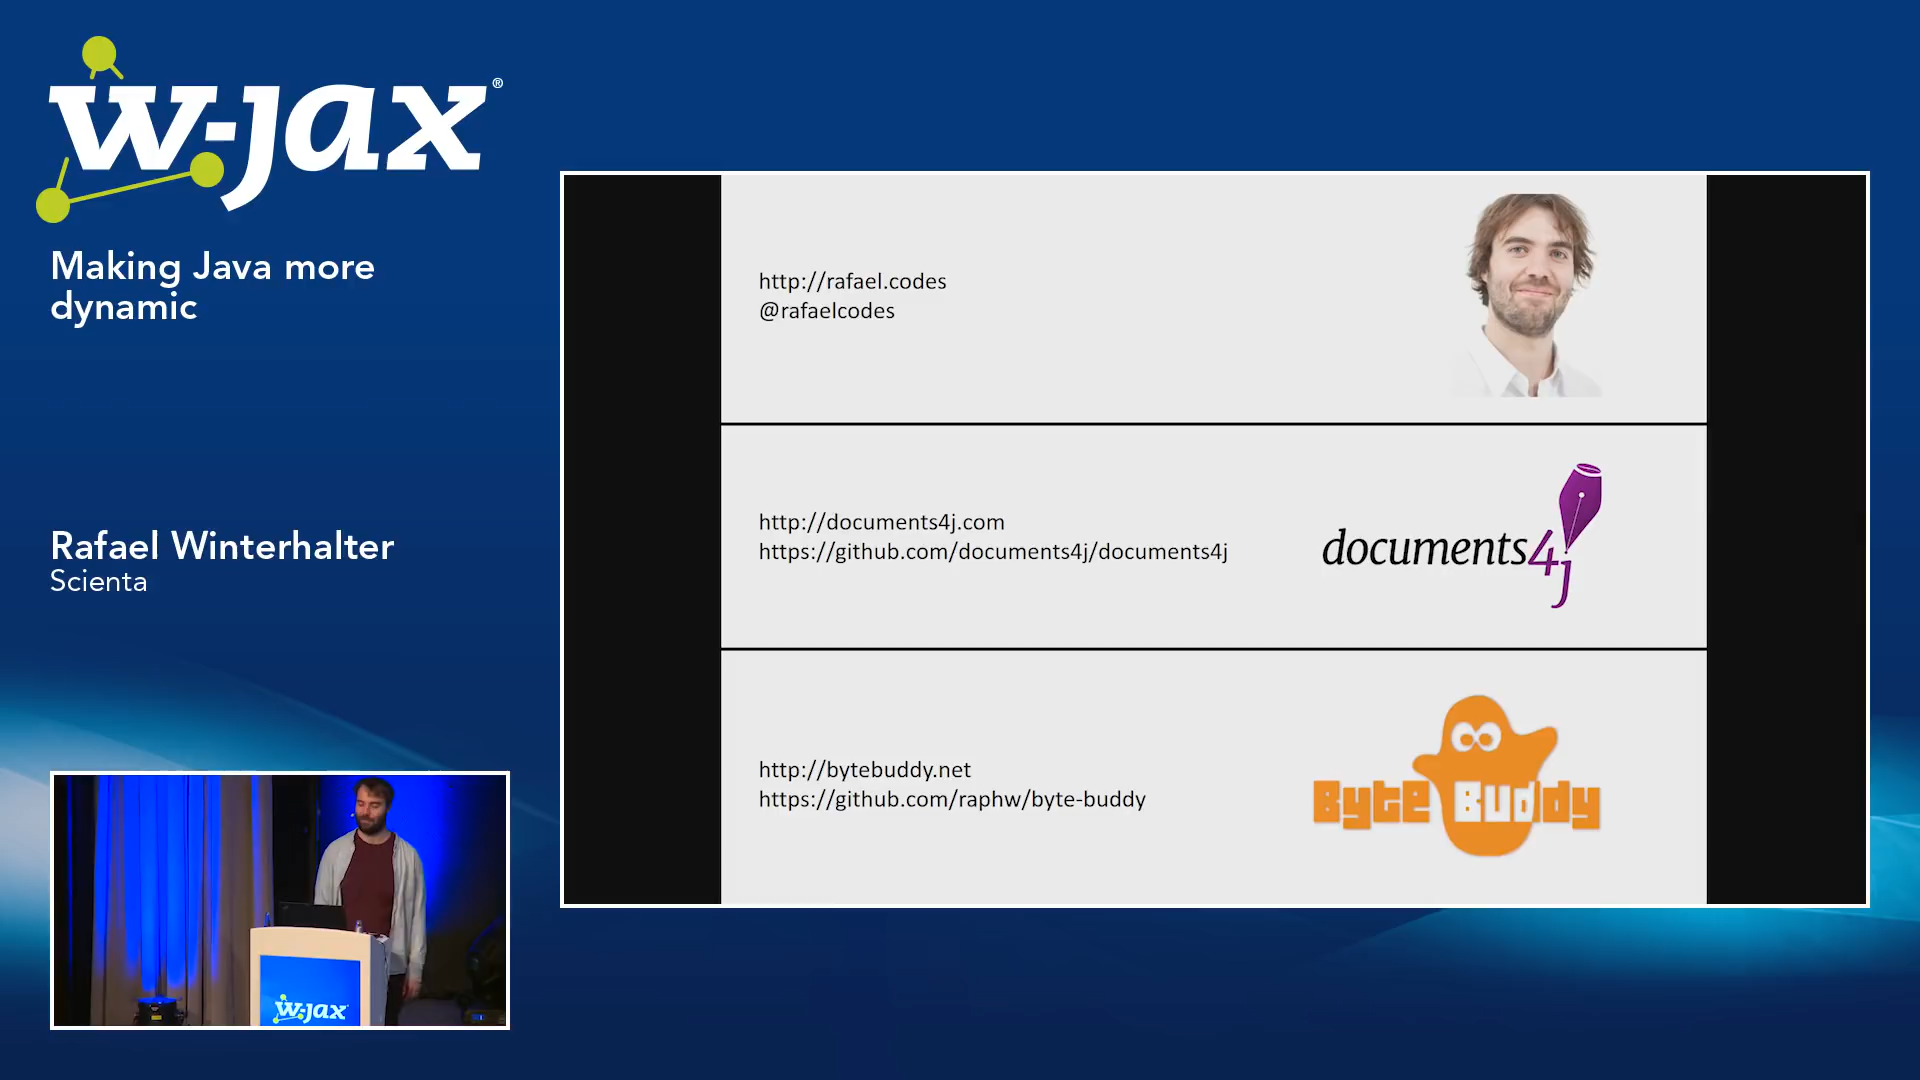 w-jax®
Making Java more
dynamic
Rafael Winterhalter
Scienta
http://rafael.codes
@rafaelcodes
http://documents4j.com
https://github.com/documents4j/documents4j
documents4j
http://bytebuddy.net
https://github.com/raphw/byte-buddy
Byte Buddy
w-jax